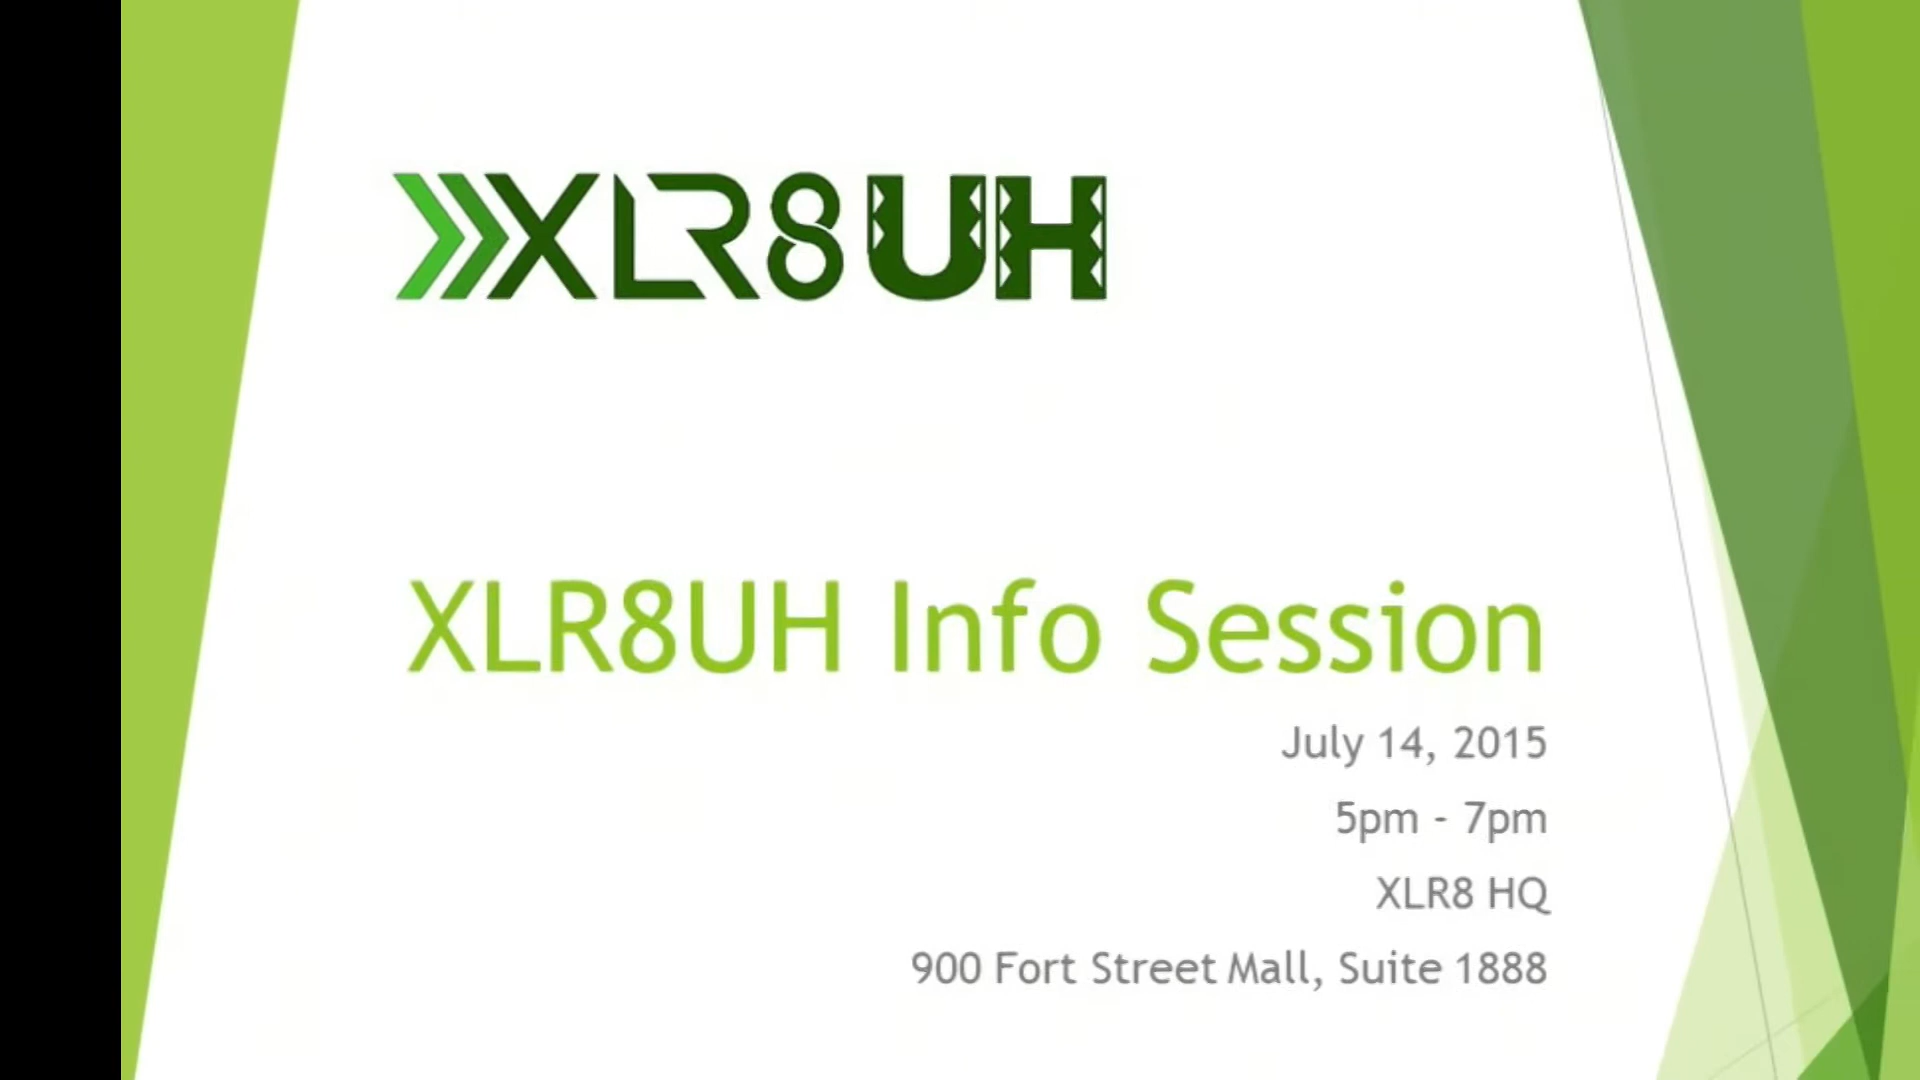 XLR8UH
XLR8UH Info Session
July 14, 2015
5pm - 7pm
XLR8 HQ
900 Fort Street Mall, Suite 1888